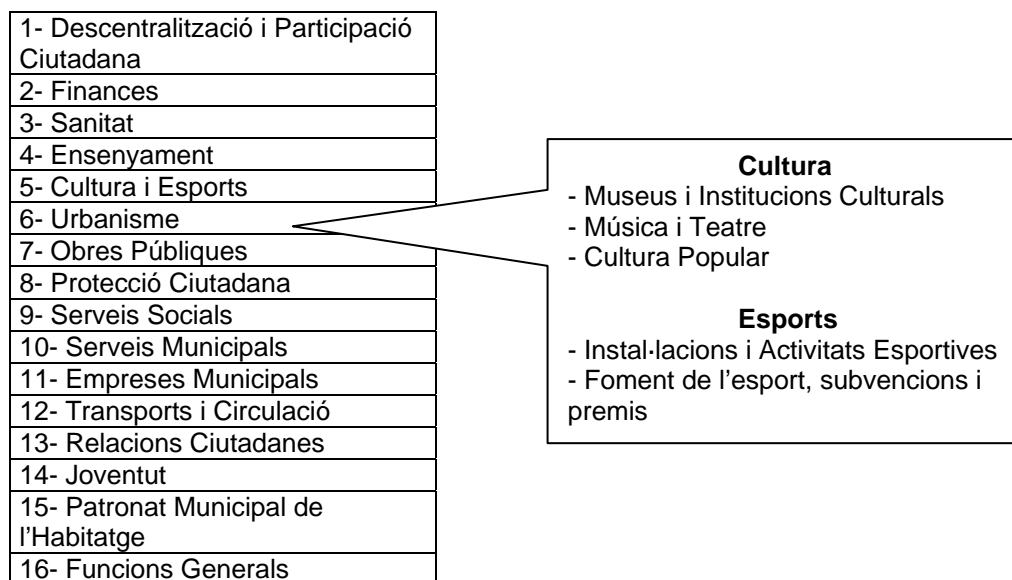 1- Descentralització i Participació
Ciutadana
2- Finances
3- Sanitat
4- Ensenyament
5- Cultura i Esports
6- Urbanisme
7- Obres Públiques
8- Protecció Ciutadana
9- Serveis Socials
10- Serveis Municipals
11- Empreses Municipals
12- Transports i Circulació
13- Relacions Ciutadanes
14- Joventut
15- Patronat Municipal de
l’Habitatge
16- Funcions Generals
Cultura
- Museus i Institucions Culturals
- Música i Teatre
- Cultura Popular
Esports
- Instal·lacions i Activitats Esportives
- Foment de l’esport, subvencions i
premis